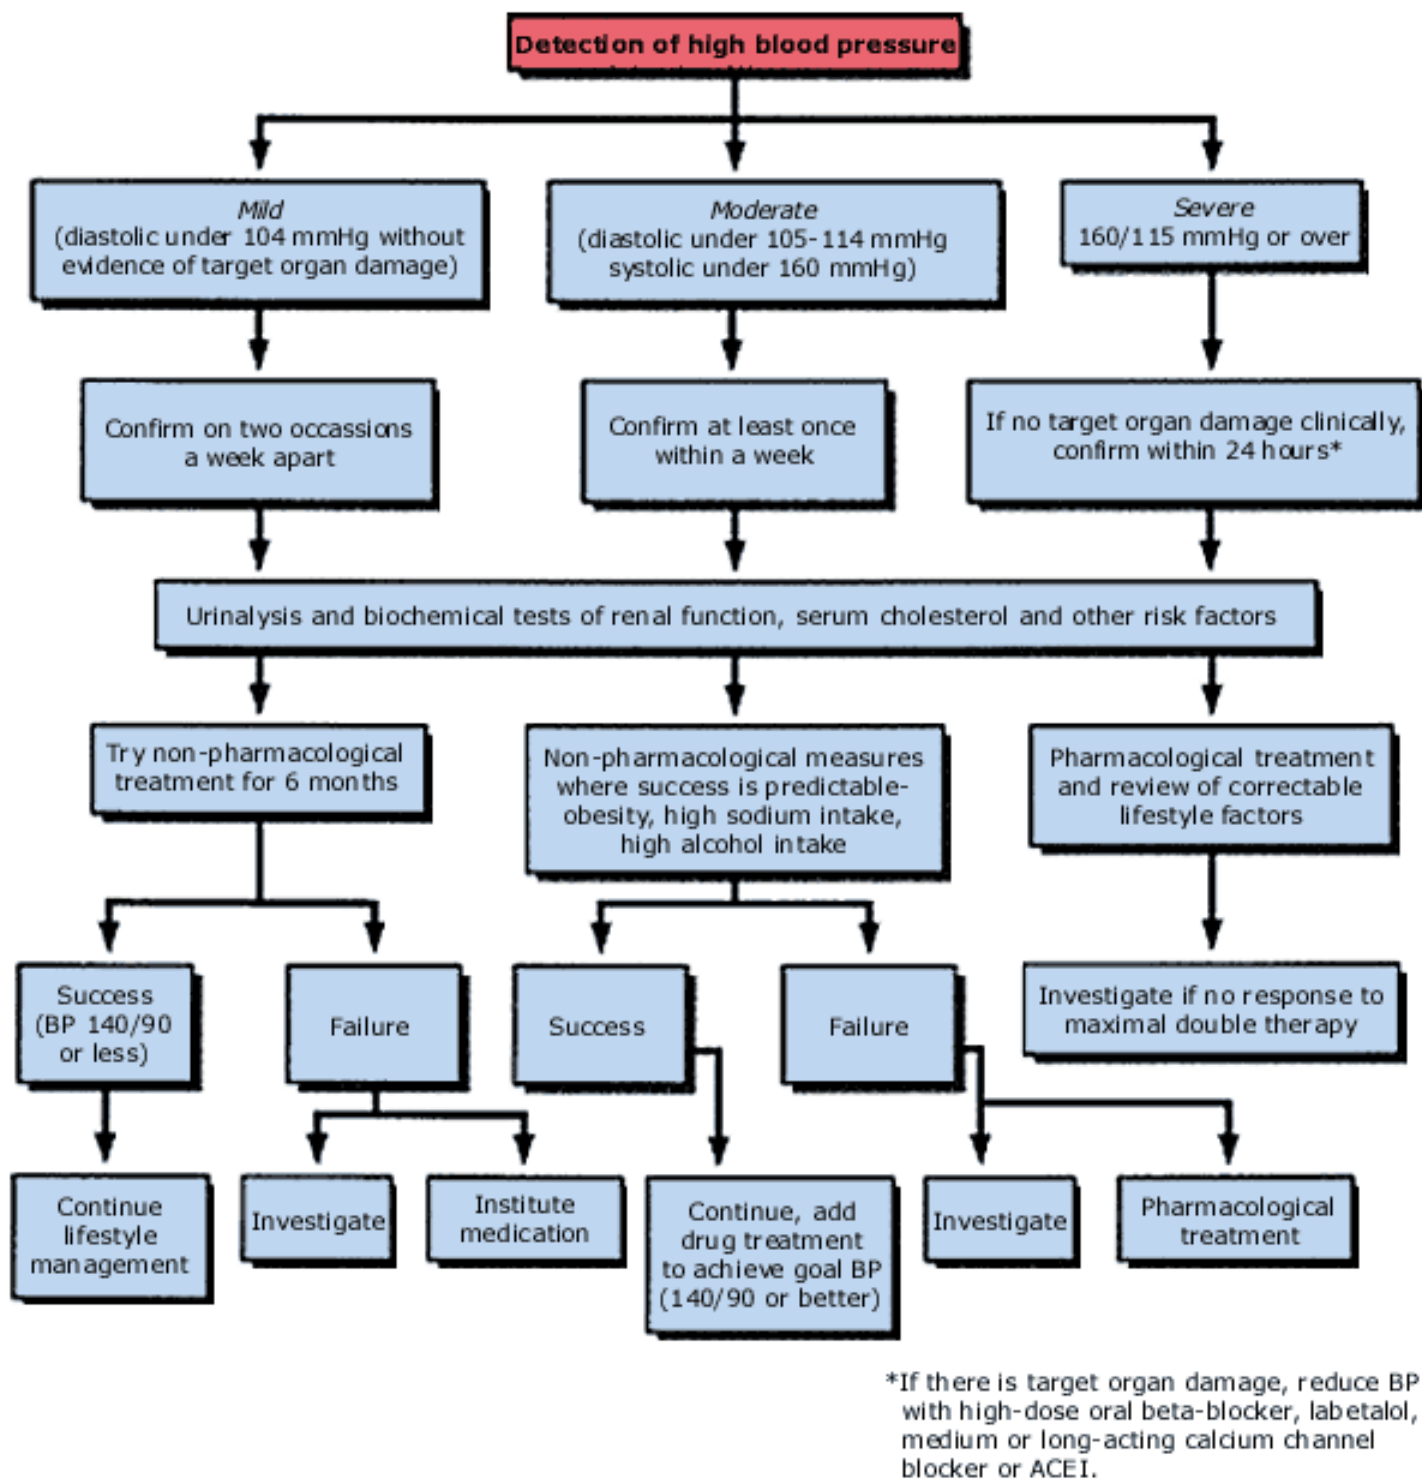 Detection of high blood pressure
Mild
(diastolic under 104 mmHg without
evidence of target organ damage)
Moderate
(diastolic under 105-114 mmHg
systolic under 160 mmHg)
Severe
160/115 mmHg or over
Confirm on two occassions
a week apart
Confirm at least once
within a week
If no target organ damage clinically,
confirm within 24 hours*
Urinalysis and biochemical tests of renal function, serum cholesterol and other risk factors
Try non-pharmacological
treatment for 6 months
Non-pharmacological measures
where success is predictable-
obesity, high sodium intake,
high alcohol intake
Pharmacological treatment
and review of correctable
lifestyle factors
Success
(BP 140/90
or less)
Failure
Success
Failure
Investigate if no response to
maximal double therapy
Continue
lifestyle
management
Investigate
Institute
medication
Continue, add
drug treatment
to achieve goal BP
(140/90 or better)
Investigate
Pharmacological
treatment
*If there is target organ damage, reduce BP
with high-dose oral beta-blocker, labetalol,
medium or long-acting calcium channel
blocker or ACEI.